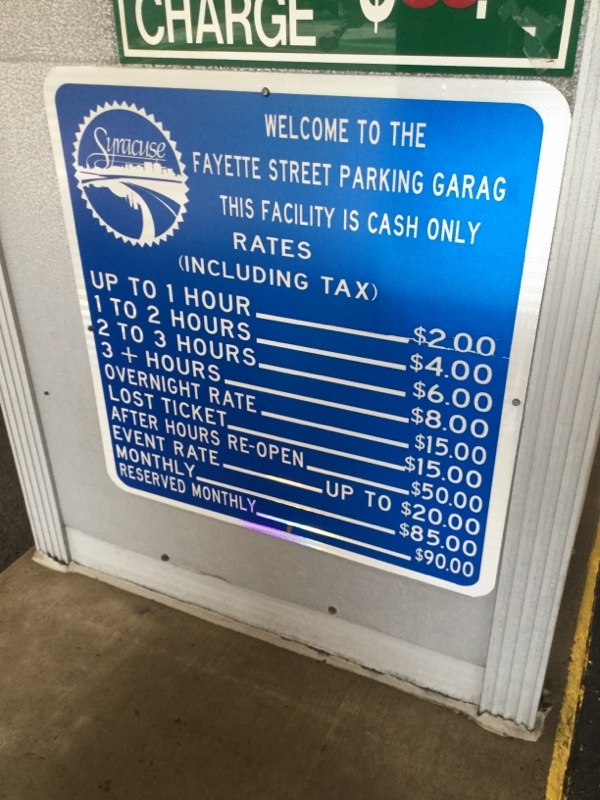 CHARGE
Syracuse
WELCOME TO THE
FAYETTE STREET PARKING GARAG
THIS FACILITY IS CASH ONLY
RATES
(INCLUDING TAX)
UP TO 1 HOUR $2.00
1 TO 2 HOURS $4.00
2 TO 3 HOURS $6.00
3 + HOURS $8.00
OVERNIGHT RATE $15.00
LOST TICKET $15.00
AFTER HOURS RE-OPEN $50.00
EVENT RATE UP TO $20.00
MONTHLY $85.00
RESERVED MONTHLY $90.00